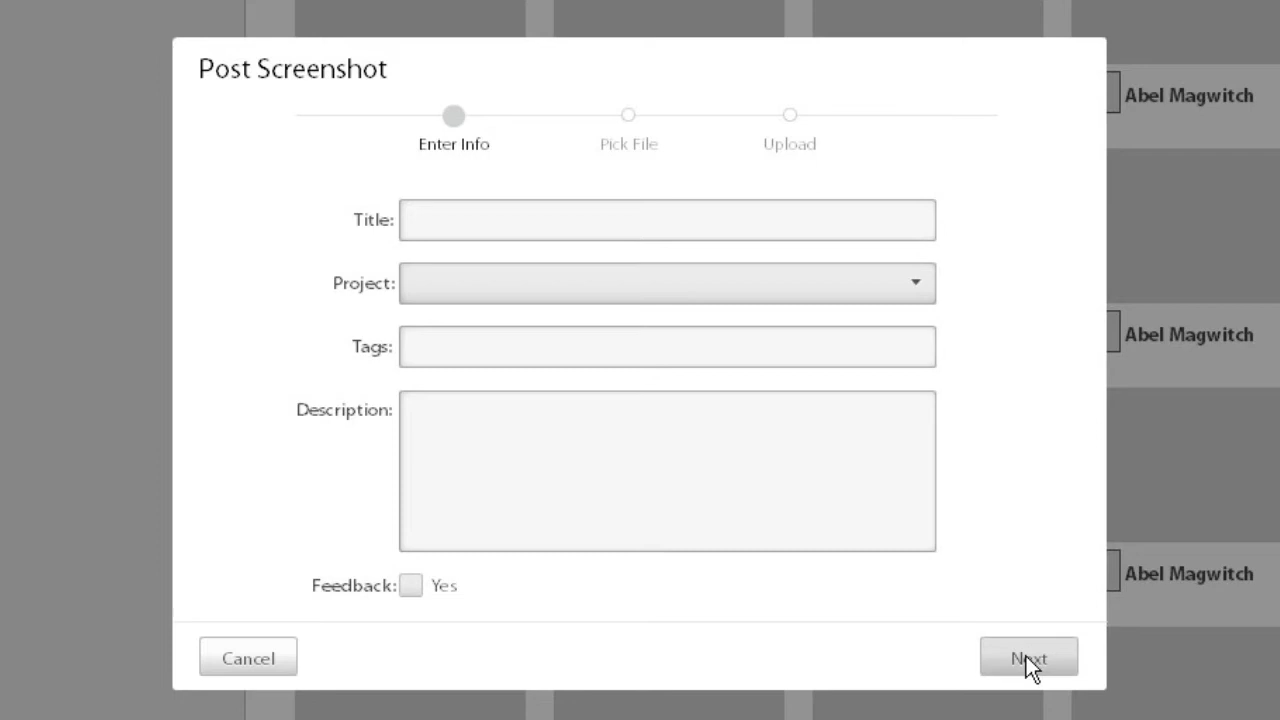 Post Screenshot
Enter Info
Pick File
Upload
Title:
Project:
Tags:
Description:
Feedback: Yes
Cancel
Next
Abel Magwitch
Abel Magwitch
Abel Magwitch